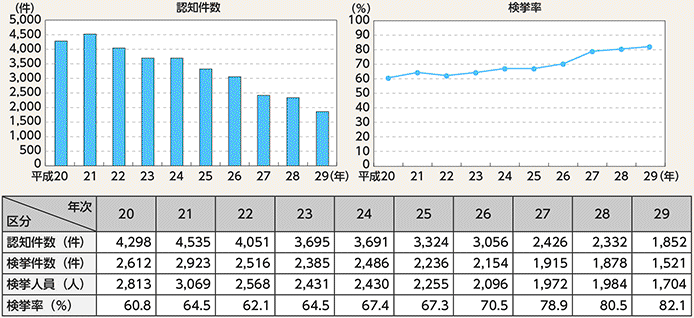 (件) 認知件数
5,000
4,500
4,000
3,500
3,000
2,500
2,000
1,500
1,000
500
0
平成20 21 22 23 24 25 26 27 28 29(年)
(%) 検挙率
100
90
80
70
60
50
40
30
20
10
0
平成20 21 22 23 24 25 26 27 28 29(年)
区分 年次 20 21 22 23 24 25 26 27 28 29
認知件数（件） 4,298 4,535 4,051 3,695 3,691 3,324 3,056 2,426 2,332 1,852
検挙件数（件） 2,612 2,923 2,516 2,385 2,486 2,236 2,154 1,915 1,878 1,521
検挙人員（人） 2,813 3,069 2,568 2,431 2,430 2,255 2,096 1,972 1,984 1,704
検挙率（%） 60.8 64.5 62.1 64.5 67.4 67.3 70.5 78.9 80.5 82.1